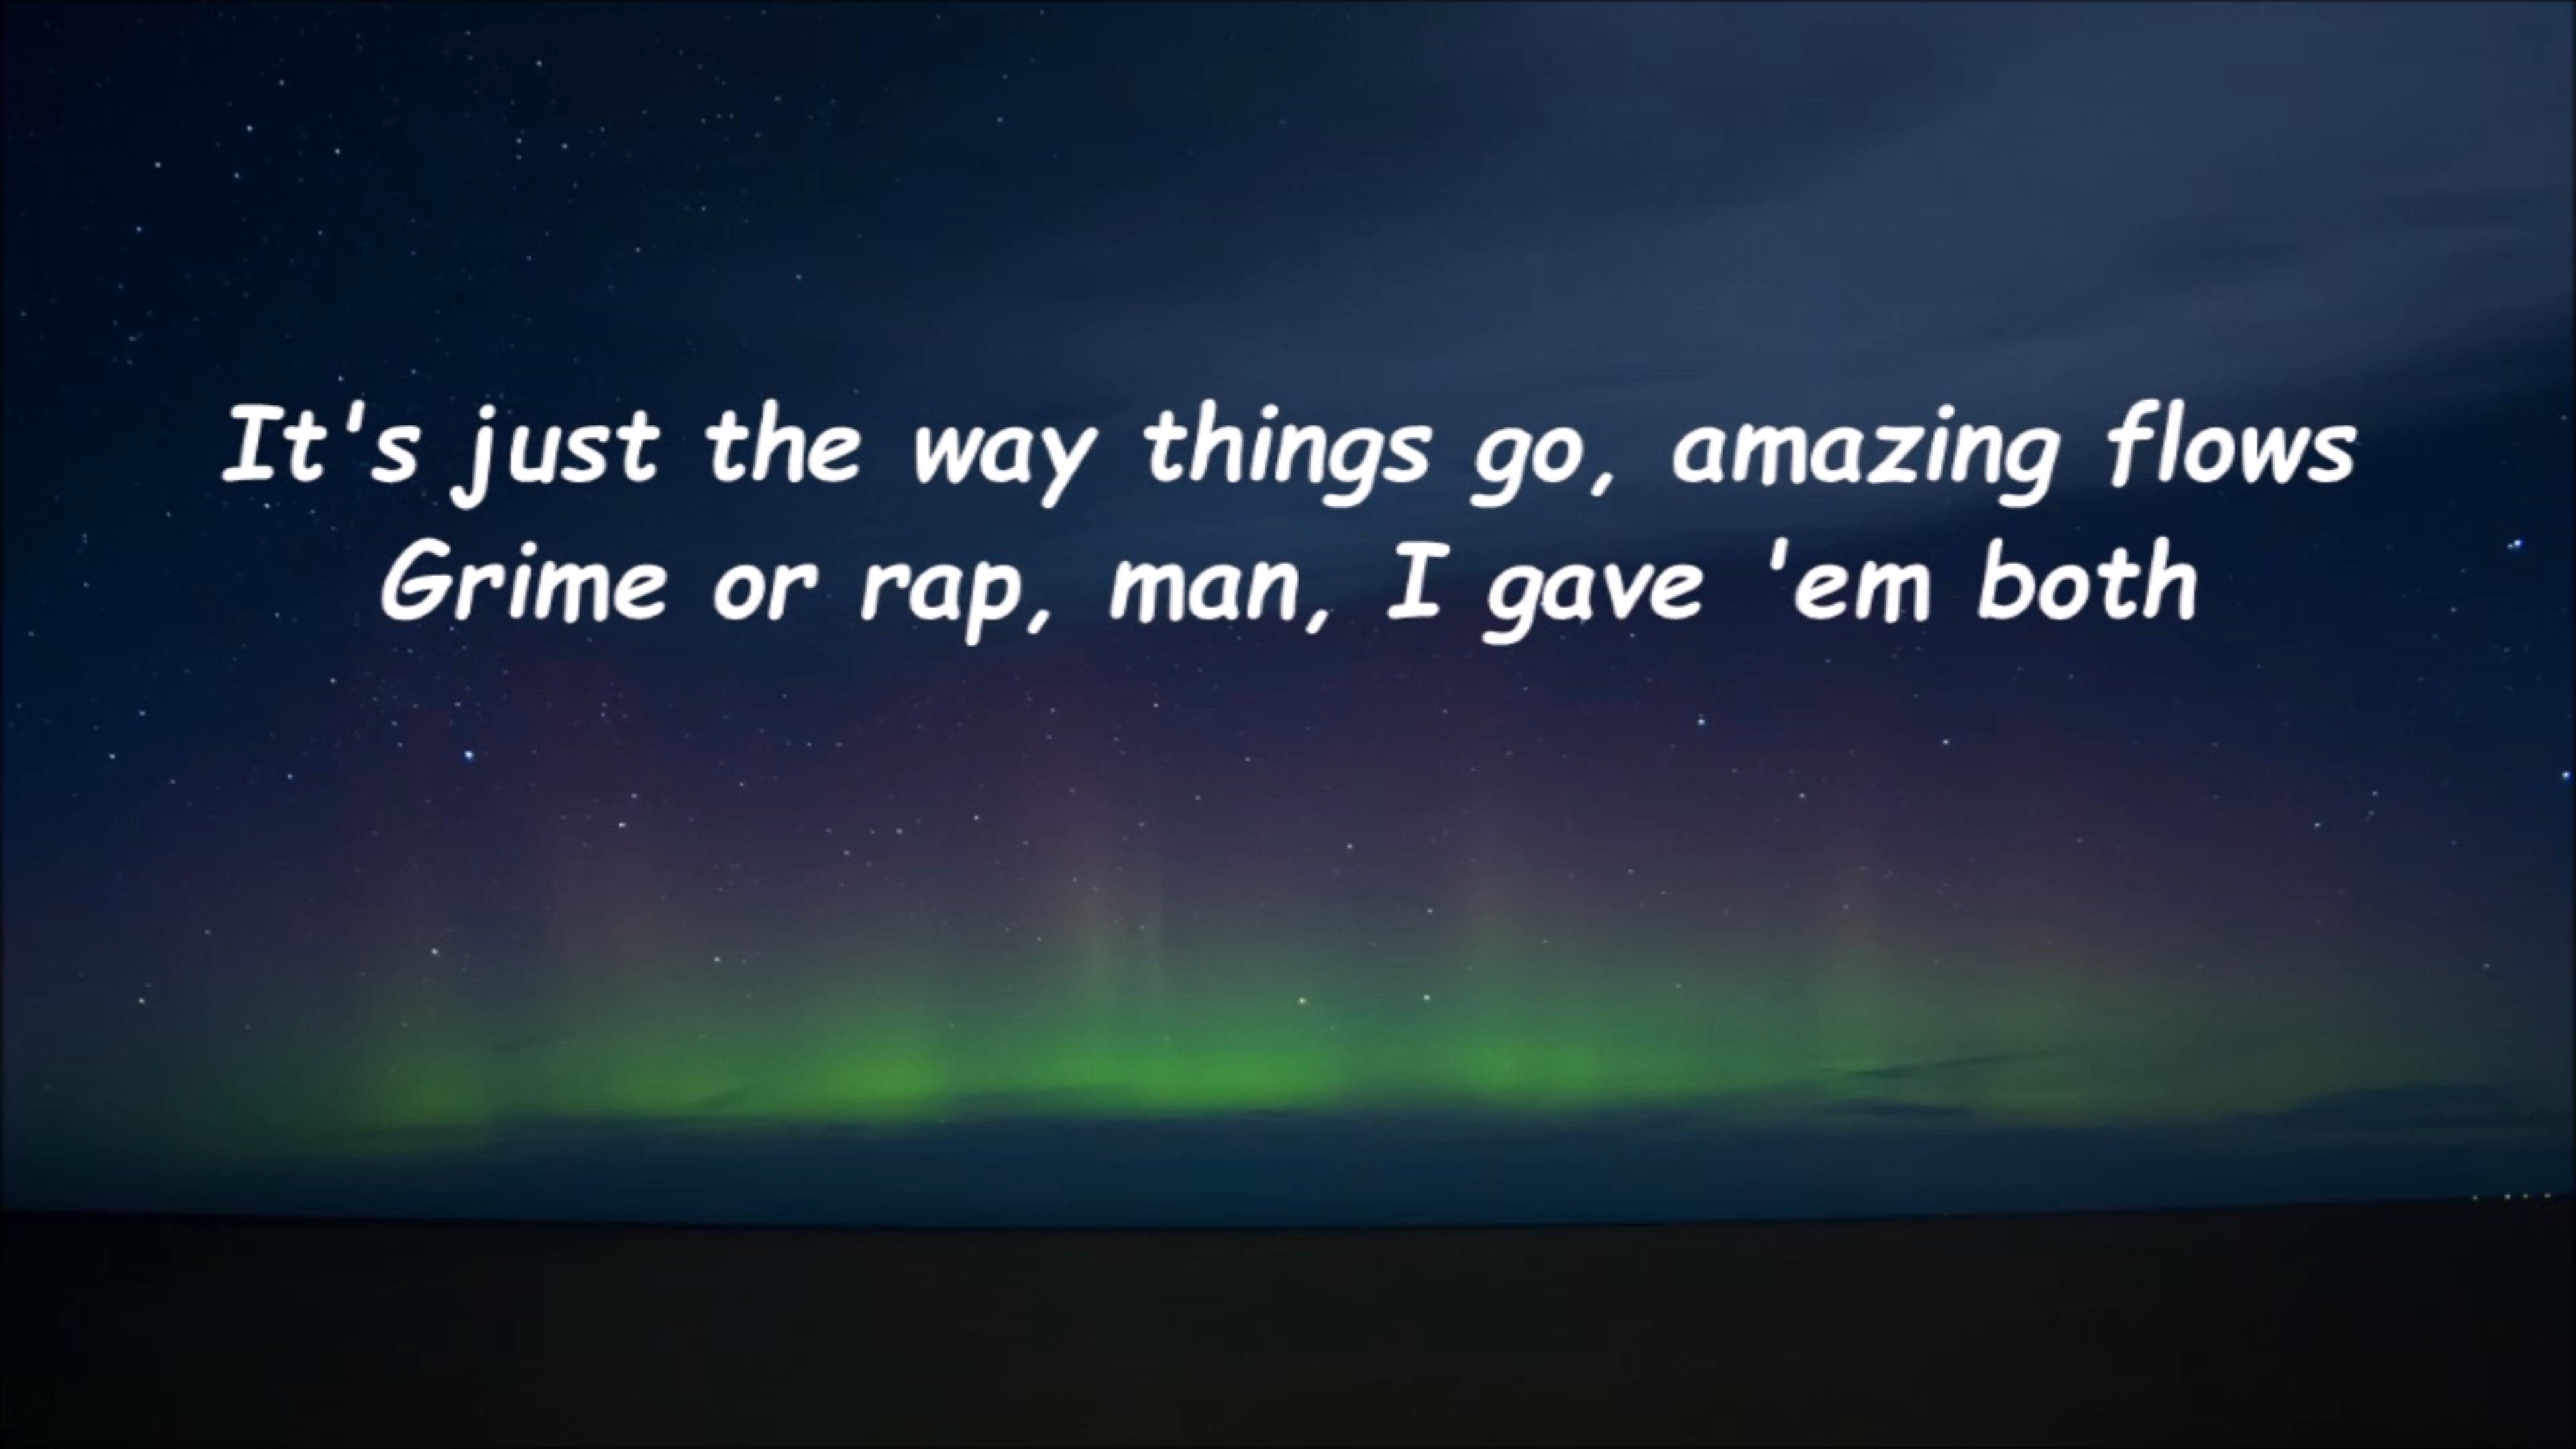 It's just the way things go, amazing flows
Grime or rap, man, I gave 'em both